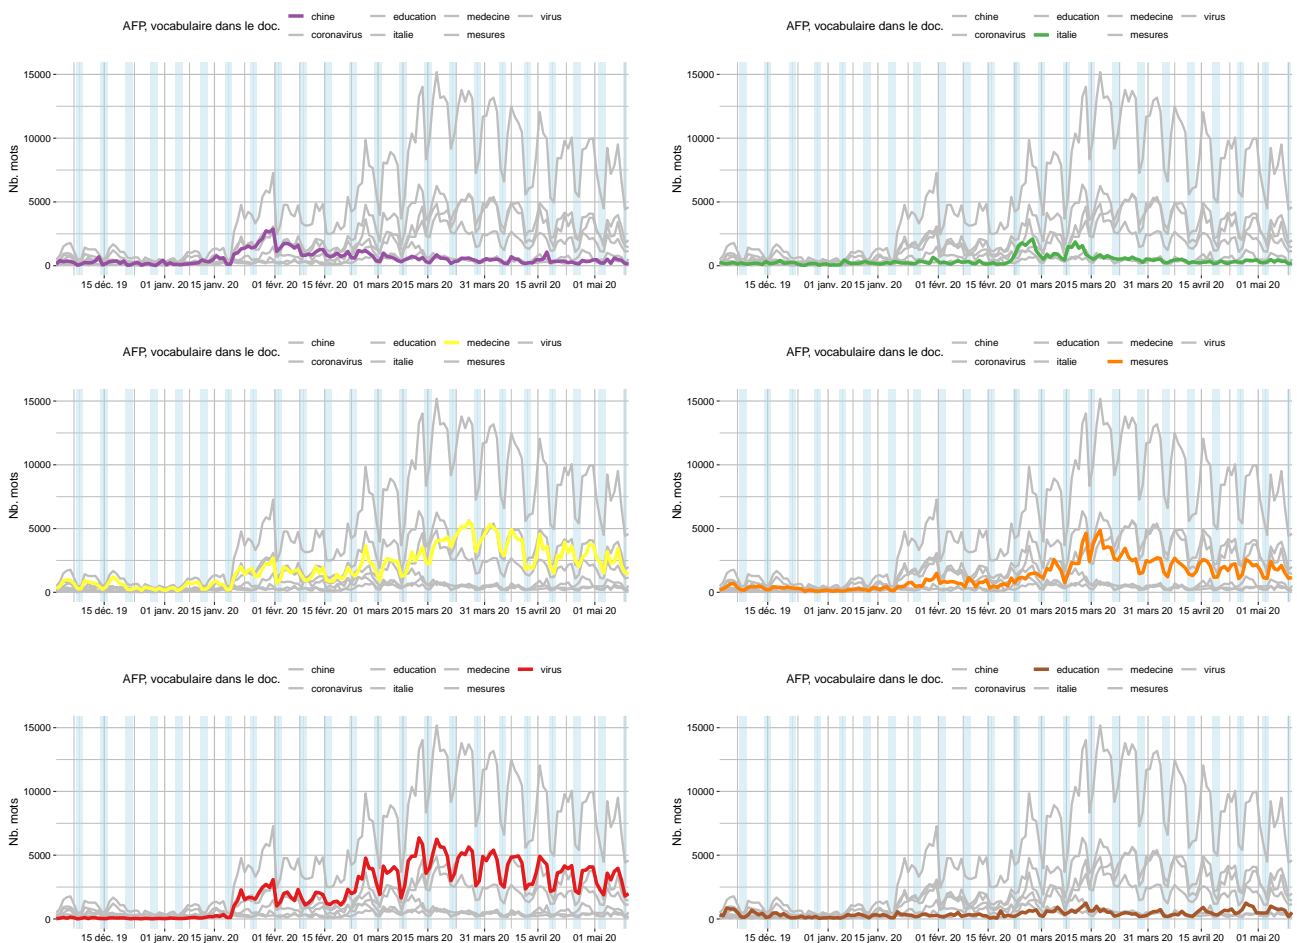 AFP, vocabulaire dans le doc.
chine education medecine virus
coronavirus italie mesures
Nb. mots
15000
10000
5000
0
15 déc. 19 01 janv. 20 15 janv. 20 01 févr. 20 15 févr. 20 01 mars 20 15 mars 20 31 mars 20 15 avril 20 01 mai 20
AFP, vocabulaire dans le doc.
chine education medecine virus
coronavirus italie mesures
Nb. mots
15000
10000
5000
0
15 déc. 19 01 janv. 20 15 janv. 20 01 févr. 20 15 févr. 20 01 mars 20 15 mars 20 31 mars 20 15 avril 20 01 mai 20
AFP, vocabulaire dans le doc.
chine education medecine virus
coronavirus italie mesures
Nb. mots
15000
10000
5000
0
15 déc. 19 01 janv. 20 15 janv. 20 01 févr. 20 15 févr. 20 01 mars 20 15 mars 20 31 mars 20 15 avril 20 01 mai 20
AFP, vocabulaire dans le doc.
chine education medecine virus
coronavirus italie mesures
Nb. mots
15000
10000
5000
0
15 déc. 19 01 janv. 20 15 janv. 20 01 févr. 20 15 févr. 20 01 mars 20 15 mars 20 31 mars 20 15 avril 20 01 mai 20
AFP, vocabulaire dans le doc.
chine education medecine virus
coronavirus italie mesures
Nb. mots
15000
10000
5000
0
15 déc. 19 01 janv. 20 15 janv. 20 01 févr. 20 15 févr. 20 01 mars 20 15 mars 20 31 mars 20 15 avril 20 01 mai 20
AFP, vocabulaire dans le doc.
chine education medecine virus
coronavirus italie mesures
Nb. mots
15000
10000
5000
0
15 déc. 19 01 janv. 20 15 janv. 20 01 févr. 20 15 févr. 20 01 mars 20 15 mars 20 31 mars 20 15 avril 20 01 mai 20